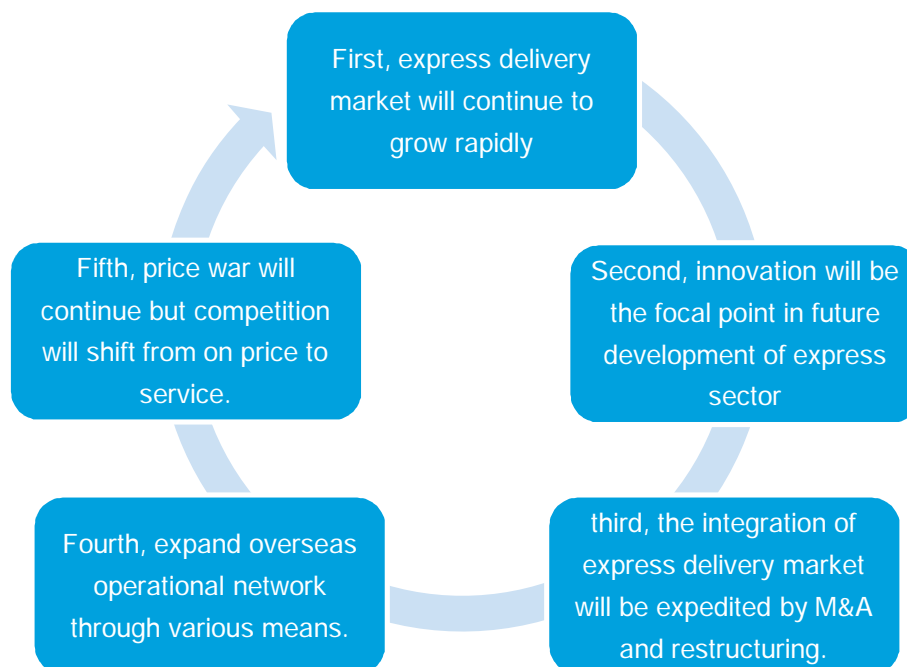 First, express delivery
market will continue to
grow rapidly
Second, innovation will be
the focal point in future
development of express
sector
third, the integration of
express delivery market
will be expedited by M&A
and restructuring.
Fourth, expand overseas
operational network
through various means.
Fifth, price war will
continue but competition
will shift from on price to
service.